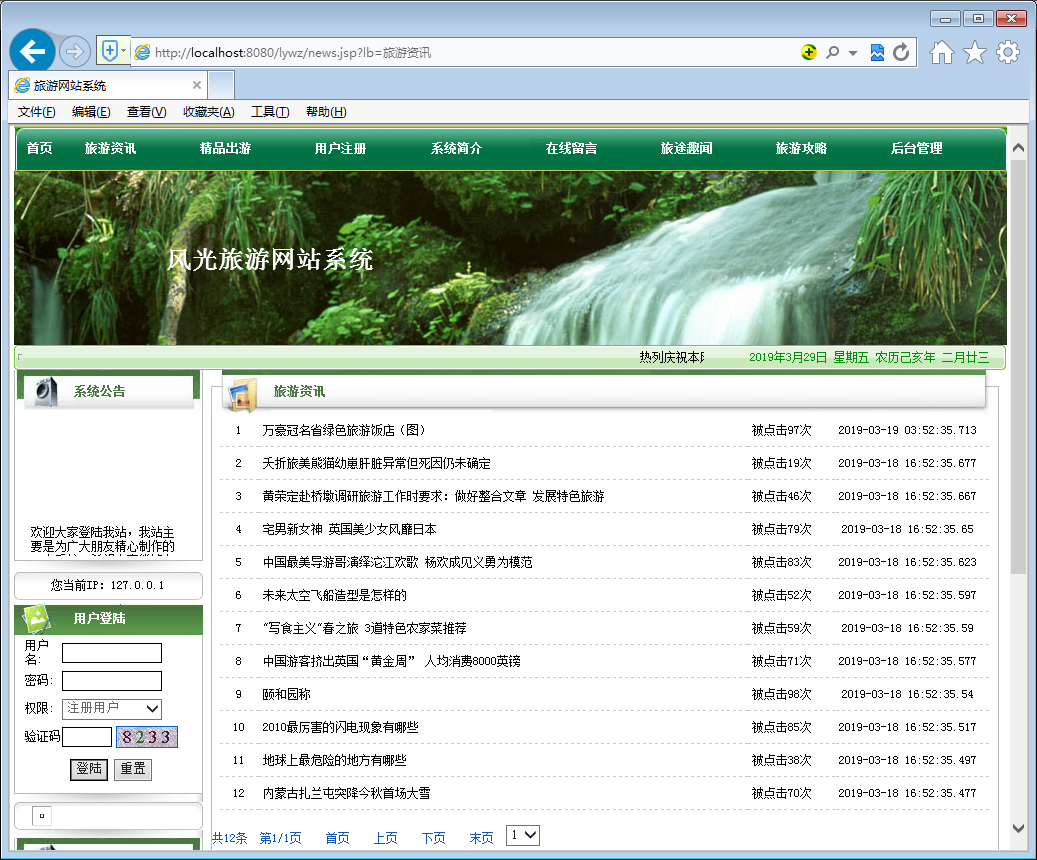 http://localhost:8080/lywz/news.jsp?lb=旅游资讯
旅游网站系统
文件(F) 编辑(E) 查看(V) 收藏夹(A) 工具(T) 帮助(H)
首页 旅游资讯 精品出游 用户注册 系统简介 在线留言 旅途趣闻 旅游攻略 后台管理
风光旅游网站系统
热列庆祝本 2019年3月29日 星期五 农历己亥年 二月廿三
系统公告
欢迎大家登陆我站，我站主
要是为广大朋友精心制作的
您当前IP：127.0.0.1
用户登陆
用户名:
密码:
权限: 注册用户
验证码 8233
登陆 重置
旅游资讯
1 万豪冠名省绿色旅游饭店（图） 被点击97次 2019-03-19 03:52:35.713
2 夭折旅美熊猫幼崽肝脏异常但死因仍未确定 被点击19次 2019-03-18 16:52:35.677
3 黄荣定赴桥墩调研旅游工作时要求：做好整合文章 发展特色旅游 被点击46次 2019-03-18 16:52:35.667
4 宅男新女神 英国美少女风靡日本 被点击79次 2019-03-18 16:52:35.65
5 中国最美导游哥演绎沱江欢歌 杨欢成见义勇为模范 被点击83次 2019-03-18 16:52:35.623
6 未来太空飞船造型是怎样的 被点击52次 2019-03-18 16:52:35.597
7 "写食主义"春之旅 3道特色农家菜推荐 被点击59次 2019-03-18 16:52:35.59
8 中国游客挤出英国“黄金周” 人均消费8000英镑 被点击71次 2019-03-18 16:52:35.577
9 颐和园称 被点击98次 2019-03-18 16:52:35.54
10 2010最厉害的闪电现象有哪些 被点击85次 2019-03-18 16:52:35.517
11 地球上最危险的地方有哪些 被点击8次 2019-03-18 16:52:35.497
12 内蒙古扎兰屯突降今秋首场大雪 被点击70次 2019-03-18 16:52:35.477
共12条 第1/1页 首页 上页 下页 末页 1